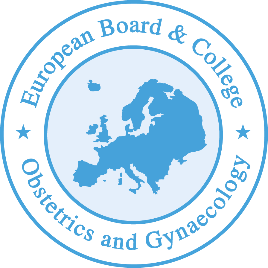 European Board & College
Obstetrics and Gynaecology